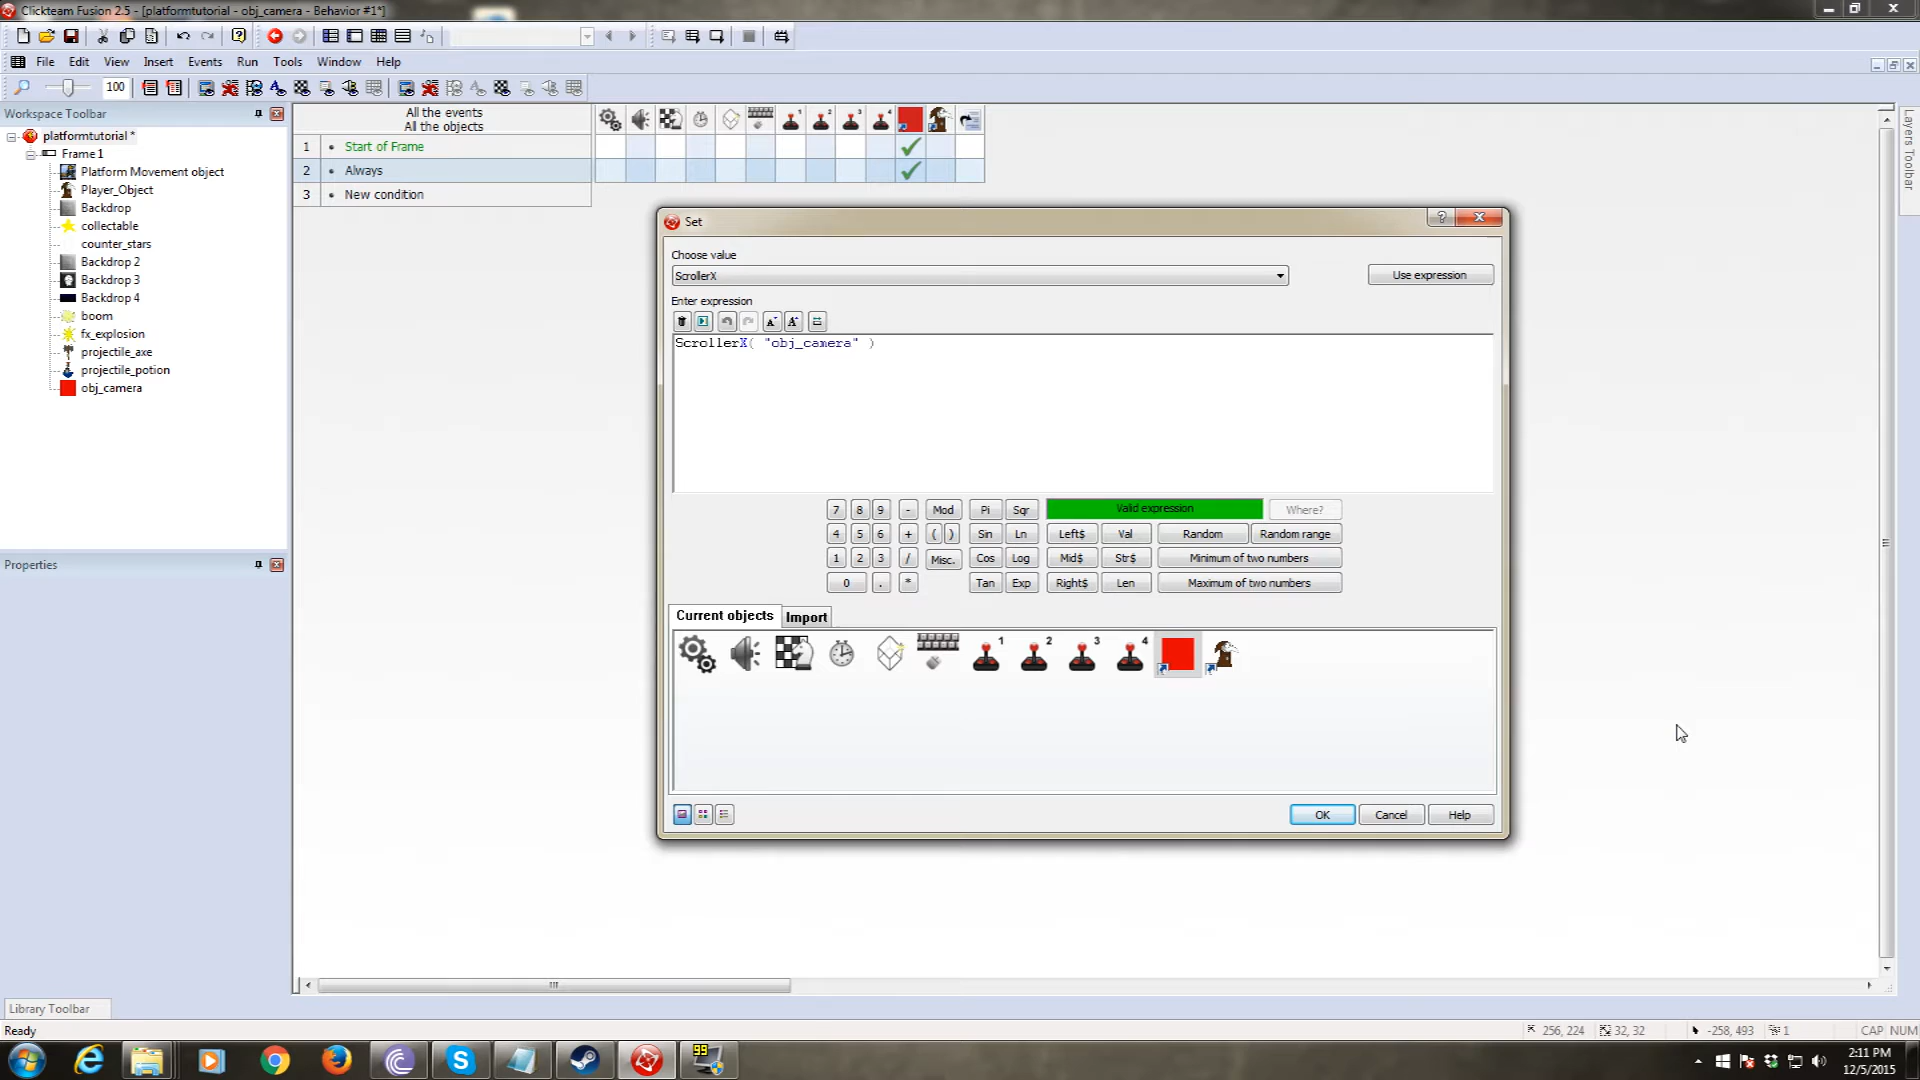 Clickteam Fusion 2.5 - [platformtutorial - obj_camera - Behavior #1*]
File Edit View Insert Events Run Tools Window Help
100
Workspace Toolbar
platformtutorial *
Frame 1
Platform Movement object
Player_Object
Backdrop
collectable
counter_stars
Backdrop 2
Backdrop 3
Backdrop 4
boom
fx_explosion
projectile_axe
projectile_potion
obj_camera
Properties
Library Toolbar
Ready
All the events
All the objects
1 • Start of Frame
2 • Always
3 • New condition
Layers Toolbar
Set
Choose value
ScrollerX
Use expression
Enter expression
ScrollerX( "obj_camera" )
7 8 9 - Mod Pi Sqr Valid expression Where?
4 5 6 + ( ) Sin Ln Left$ Val Random Random range
1 2 3 / Misc. Cos Log Mid$ Str$ Minimum of two numbers
0 . * Tan Exp Right$ Len Maximum of two numbers
Current objects Import
1 2 3 4
OK Cancel Help
256, 224 32, 32 -258, 493 1 CAP NUM
99
2:11 PM
12/5/2015